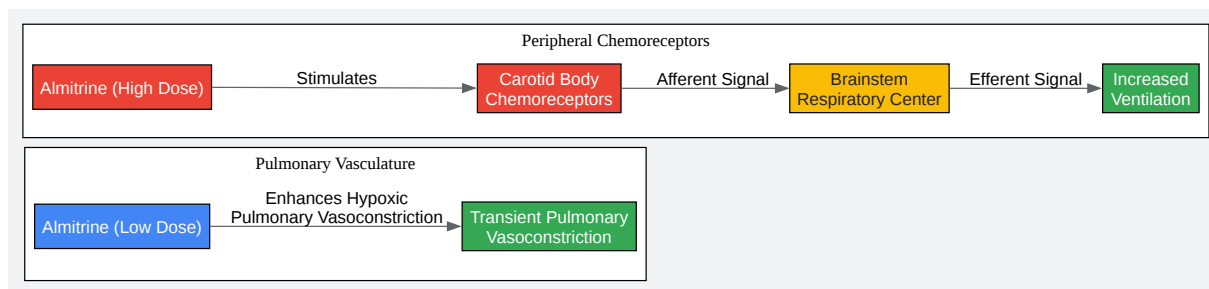 Peripheral Chemoreceptors
Almitrine (High Dose)
Stimulates
Carotid Body
Chemoreceptors
Afferent Signal
Brainstem
Respiratory Center
Efferent Signal
Increased
Ventilation
Pulmonary Vasculature
Almitrine (Low Dose)
Enhances Hypoxic
Pulmonary Vasoconstriction
Transient Pulmonary
Vasoconstriction